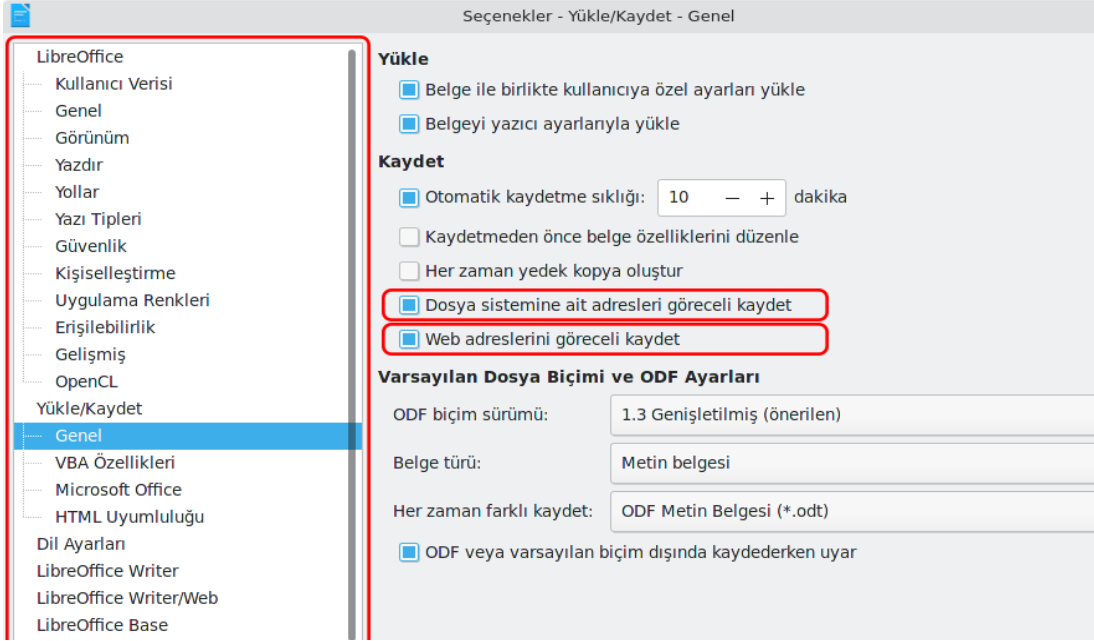 Seçenekler - Yükle/Kaydet - Genel
LibreOffice
Kullanıcı Verisi
Genel
Görünüm
Yazdır
Yollar
Yazı Tipleri
Güvenlik
Kişiselleştirme
Uygulama Renkleri
Erişilebilirlik
Gelişmiş
OpenCL
Yükle/Kaydet
Genel
VBA Özellikleri
Microsoft Office
HTML Uyumluluğu
Dil Ayarları
LibreOffice Writer
LibreOffice Writer/Web
LibreOffice Base
Yükle
Belge ile birlikte kullanıcıya özel ayarları yükle
Belgeyi yazıcı ayarlarıyla yükle
Kaydet
Otomatik kaydetme sıklığı: 10 — + dakika
Kaydetmeden önce belge özelliklerini düzenle
Her zaman yedek kopya oluştur
Dosya sistemine ait adresleri göreceli kaydet
Web adreslerini göreceli kaydet
Varsayılan Dosya Biçimi ve ODF Ayarları
ODF biçim sürümü: 1.3 Genişletilmiş (önerilen)
Belge türü: Metin belgesi
Her zaman farklı kaydet: ODF Metin Belgesi (*.odt)
ODF veya varsayılan biçim dışında kaydederken uyar